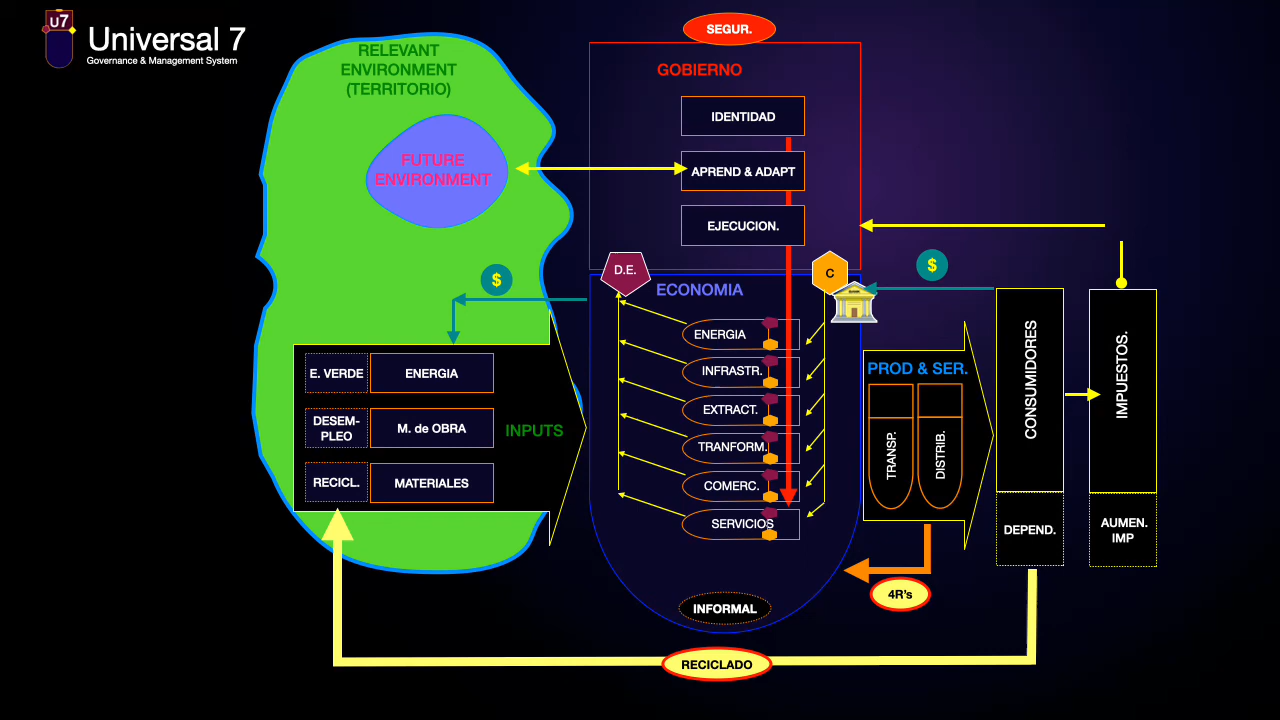 U7
Universal 7
Governance & Management System
RELEVANT
ENVIRONMENT
(TERRITORIO)
FUTURE
ENVIRONMENT
SEGUR.
GOBIERNO
IDENTIDAD
APREND & ADAPT
EJECUCION.
D.E.
C
$
$
ECONOMIA
ENERGIA
INFRASTR.
EXTRACT.
TRANFORM.
COMERC.
SERVICIOS
INFORMAL
E. VERDE
ENERGIA
DESEM-
PLEO
M. de OBRA
RECICL.
MATERIALES
INPUTS
PROD & SER.
TRANSP.
DISTRIB.
CONSUMIDORES
IMPUESTOS.
DEPEND.
AUMEN.
IMP
4R's
RECICLADO